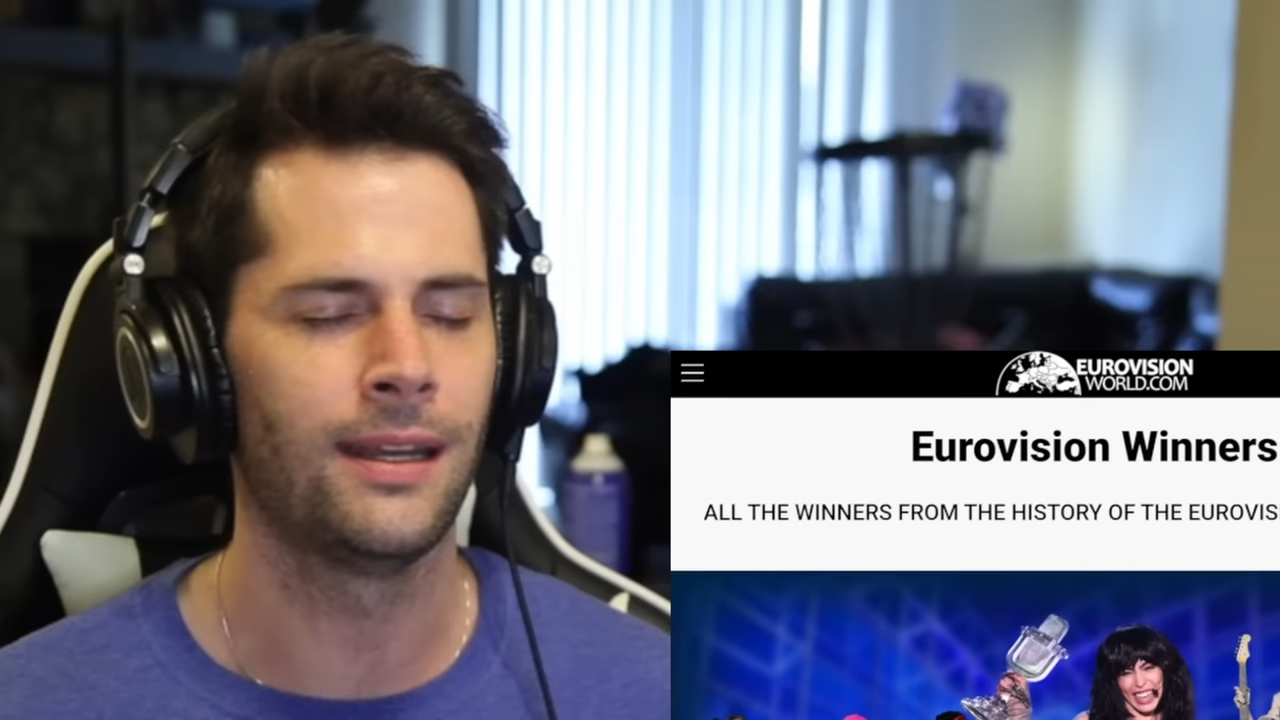 EUROVISION
WORLD.COM
Eurovision Winners
ALL THE WINNERS FROM THE HISTORY OF THE EUROVIS